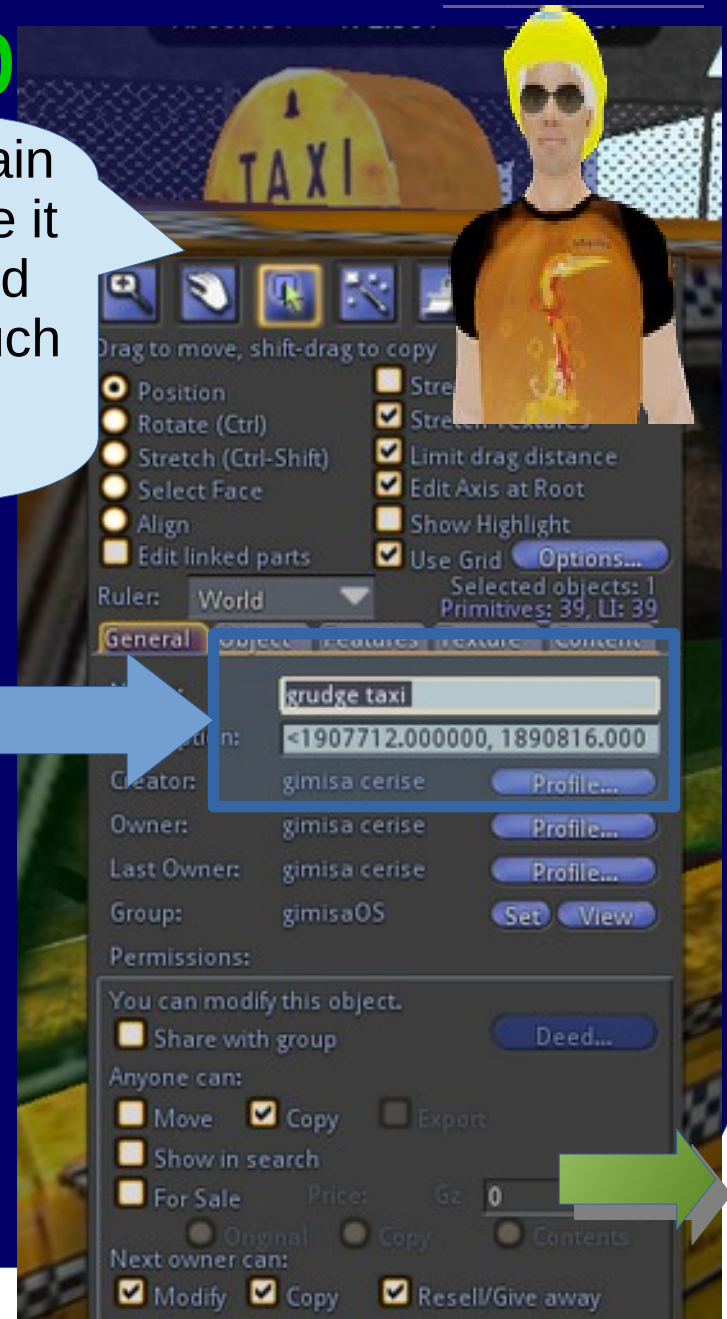 TAXI
ain
e it
d
uch
Drag to move, shift-drag to copy
Position
Rotate (Ctrl)
Stretch (Ctrl-Shift)
Select Face
Align
Edit linked parts
Stre
Stretch Textures
Limit drag distance
Edit Axis at Root
Show Highlight
Use Grid Options...
Ruler: World
Selected objects: 1
Primitives: 39, LI: 39
General Object Features Texture Content
grudge taxi
n: <1907712.000000, 1890816.000
Creator: gimisa cerise Profile...
Owner: gimisa cerise Profile...
Last Owner: gimisa cerise Profile...
Group: gimisaOS Set View
Permissions:
You can modify this object.
Share with group Deed...
Anyone can:
Move Copy Export
Show in search
For Sale Price: Gz 0
Original Copy Contents
Next owner can:
Modify Copy Resell/Give away